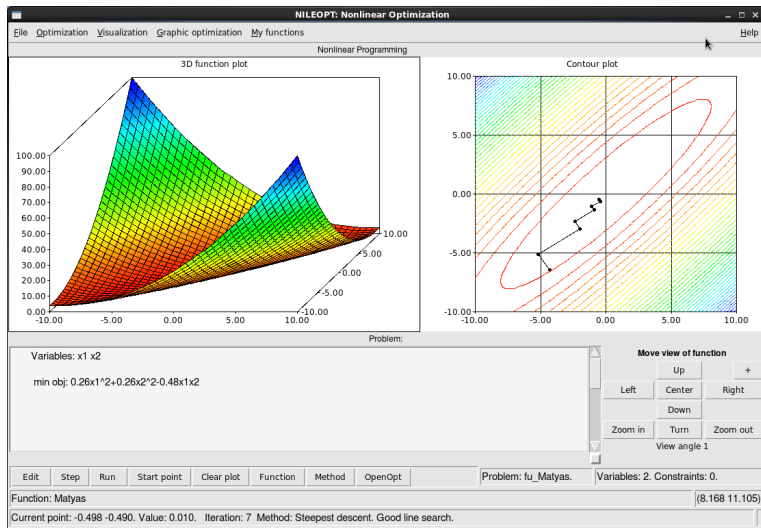 NILEOPT: Nonlinear Optimization
File Optimization Visualization Graphic optimization My functions Help
Nonlinear Programming
3D function plot
100.00
90.00
80.00
70.00
60.00
50.00
40.00
30.00
20.00
10.00
0.00
-10.00 -5.00 0.00 5.00 10.00
-10.00
-5.00
0.00
5.00
10.00
Contour plot
10.00
5.00
0.00
-5.00
-10.00
-10.00 -5.00 0.00 5.00 10.00
Problem:
Variables: x1 x2
min obj: 0.26x1^2+0.26x2^2-0.48x1x2
Move view of function
Up +
Left Center Right
Down
Zoom in Turn Zoom out
View angle 1
Edit Step Run Start point Clear plot Function Method OpenOpt Problem: fu_Matyas. Variables: 2. Constraints: 0.
Function: Matyas (8.168 11.105)
Current point: -0.498 -0.490. Value: 0.010. Iteration: 7 Method: Steepest descent. Good line search.